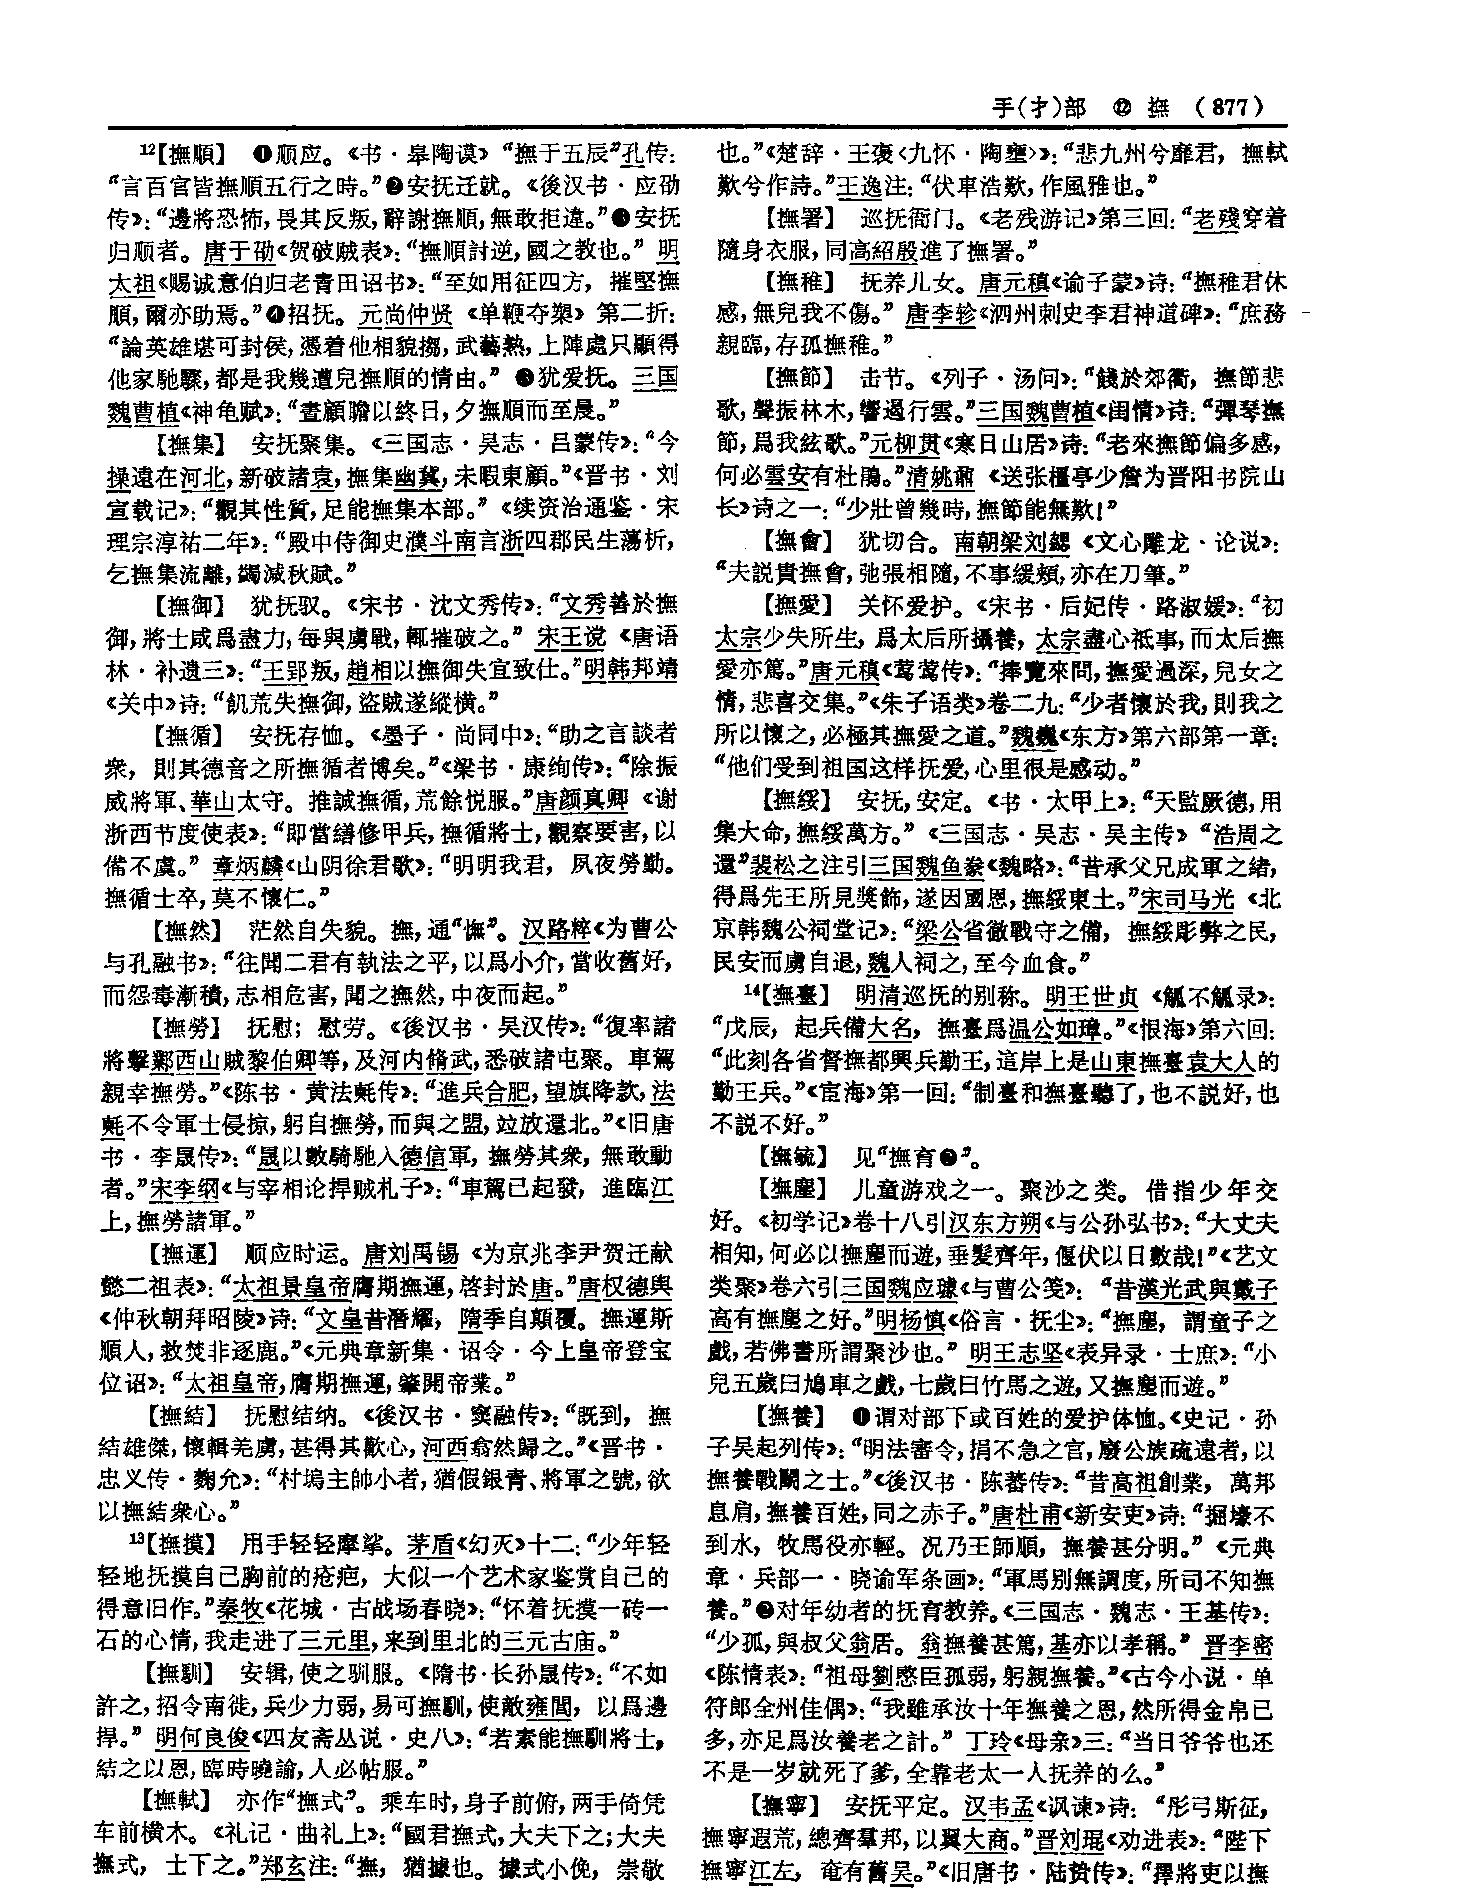 手(扌)部　⑫　撫　（877）
12【撫順】　❶顺应。《书·皋陶谟》“撫于五辰”孔传：
“言百官皆撫順五行之時。”❷安抚迁就。《後汉书·应劭
传》：“邊將恐怖，畏其反叛，辭謝撫順，無敢拒違。”❸安抚
归顺者。唐于劭《贺破贼表》：“撫順討逆，國之教也。”明
太祖《赐诚意伯归老青田诏书》：“至如用征四方，摧堅撫
順，爾亦助焉。”❹招抚。元尚仲贤《单鞭夺槊》第二折：
“論英雄堪可封侯，憑着他相貌搊，武藝熟，上陣處只顯得
他家馳驟，都是我幾遭兒撫順的情由。”❺犹爱抚。三国
魏曹植《神龟赋》：“晝顧瞻以終日，夕撫順而至晨。”
【撫集】　安抚聚集。《三国志·吴志·吕蒙传》：“今
操遠在河北，新破諸袁，撫集幽冀，未暇東顧。”《晋书·刘
宣载记》：“觀其性質，足能撫集本部。”《续资治通鉴·宋
理宗淳祐二年》：“殿中侍御史濮斗南言浙四郡民生蕩析，
乞撫集流離，蠲減秋賦。”
【撫御】　犹抚驭。《宋书·沈文秀传》：“文秀善於撫
御，將士咸爲盡力，每與虜戰，輒摧破之。”宋王谠《唐语
林·补遗三》：“王郢叛，趙相以撫御失宜致仕。”明韩邦靖
《关中》诗：“飢荒失撫御，盜賊遂縱横。”
【撫循】　安抚存恤。《墨子·尚同中》：“助之言談者
衆，則其德音之所撫循者博矣。”《梁书·康绚传》：“除振
威將軍、華山太守。推誠撫循，荒餘悦服。”唐颜真卿《谢
浙西节度使表》：“即當繕修甲兵，撫循將士，觀察要害，以
俻不虞。”章炳麟《山阴徐君歌》：“明明我君，夙夜勞勤。
撫循士卒，莫不懷仁。”
【撫然】　茫然自失貌。撫，通“憮”。汉路粹《为曹公
与孔融书》：“往聞二君有執法之平，以爲小介，當收舊好，
而怨毒漸積，志相危害，聞之撫然，中夜而起。”
【撫勞】　抚慰；慰劳。《後汉书·吴汉传》：“復率諸
將擊鄴西山賊黎伯卿等，及河内脩武，悉破諸屯聚。車駕
親幸撫勞。”《陈书·黄法𣰋传》：“進兵合肥，望旗降款，法
𣰋不令軍士侵掠，躬自撫勞，而與之盟，竝放還北。”《旧唐
书·李晟传》：“晟以數騎馳入德信軍，撫勞其衆，無敢動
者。”宋李纲《与宰相论捍贼札子》：“車駕已起發，進臨江
上，撫勞諸軍。”
【撫運】　顺应时运。唐刘禹锡《为京兆李尹贺迁献
懿二祖表》：“太祖景皇帝膺期撫運，啓封於唐。”唐权德舆
《仲秋朝拜昭陵》诗：“文皇昔潛耀，隋季自顛覆。撫運斯
順人，救焚非逐鹿。”《元典章新集·诏令·今上皇帝登宝
位诏》：“太祖皇帝，膺期撫運，肇開帝業。”
【撫結】　抚慰结纳。《後汉书·窦融传》：“既到，撫
結雄傑，懷輯羌虜，甚得其歡心，河西翕然歸之。”《晋书·
忠义传·麴允》：“村塢主帥小者，猶假銀青、將軍之號，欲
以撫結衆心。”
13【撫摸】　用手轻轻摩挲。茅盾《幻灭》十二：“少年轻
轻地抚摸自己胸前的疮疤，大似一个艺术家鉴赏自己的
得意旧作。”秦牧《花城·古战场春晓》：“怀着抚摸一砖一
石的心情，我走进了三元里，来到里北的三元古庙。”
【撫馴】　安辑，使之驯服。《隋书·长孙晟传》：“不如
許之，招令南徙，兵少力弱，易可撫馴，使敵雍閭，以爲邊
捍。”明何良俊《四友斋丛说·史八》：“若素能撫馴將士，
結之以恩，臨時曉諭，人必帖服。”
【撫軾】　亦作“撫式”。乘车时，身子前俯，两手倚凭
车前横木。《礼记·曲礼上》：“國君撫式，大夫下之；大夫
撫式，士下之。”郑玄注：“撫，猶據也。據式小俛，崇敬
也。”《楚辞·王褒〈九怀·陶壅〉》：“悲九州兮靡君，撫軾
歎兮作詩。”王逸注：“伏車浩歎，作風雅也。”
【撫署】　巡抚衙门。《老残游记》第三回：“老残穿着
隨身衣服，同高紹殷進了撫署。”
【撫稚】　抚养儿女。唐元稹《谕子蒙》诗：“撫稚君休
感，無兒我不傷。”唐李轸《泗州刺史李君神道碑》：“庶務
親臨，存孤撫稚。”
【撫節】　击节。《列子·汤问》：“餞於郊衢，撫節悲
歌，聲振林木，響遏行雲。”三国魏曹植《闺情》诗：“彈琴撫
節，爲我絃歌。”元柳贯《寒日山居》诗：“老來撫節偏多感，
何必雲安有杜鵑。”清姚鼐《送张櫮亭少詹为晋阳书院山
长》诗之一：“少壯曾幾時，撫節能無歎！”
【撫會】　犹切合。南朝梁刘勰《文心雕龙·论说》：
“夫説貴撫會，弛張相隨，不專緩頰，亦在刀筆。”
【撫愛】　关怀爱护。《宋书·后妃传·路淑媛》：“初
太宗少失所生，爲太后所攝養，太宗盡心祗事，而太后撫
愛亦篤。”唐元稹《莺莺传》：“捧覽來問，撫愛過深，兒女之
情，悲喜交集。”《朱子语类》卷二九：“少者懷於我，則我之
所以懷之，必極其撫愛之道。”魏巍《东方》第六部第一章：
“他们受到祖国这样抚爱，心里很是感动。”
【撫綏】　安抚，安定。《书·太甲上》：“天監厥德，用
集大命，撫綏萬方。”《三国志·吴志·吴主传》“浩周之
還”裴松之注引三国魏鱼豢《魏略》：“昔承父兄成軍之緒，
得爲先王所見奬飾，遂因國恩，撫綏東土。”宋司马光《北
京韩魏公祠堂记》：“梁公省徹戰守之備，撫綏彫弊之民，
民安而虜自退，魏人祠之，至今血食。”
14【撫臺】　明清巡抚的别称。明王世贞《觚不觚录》：
“戊辰，起兵備大名，撫臺爲温公如璋。”《恨海》第六回：
“此刻各省督撫都興兵勤王，這岸上是山東撫臺袁大人的
勤王兵。”《宦海》第一回：“制臺和撫臺聽了，也不説好，也
不説不好。”
【撫毓】　见“撫育❷”。
【撫塵】　儿童游戏之一。聚沙之类。借指少年交
好。《初学记》卷十八引汉东方朔《与公孙弘书》：“大丈夫
相知，何必以撫塵而遊，垂髮齊年，偃伏以日數哉！”《艺文
类聚》卷六引三国魏应璩《与曹公笺》：“昔漢光武與戴子
高有撫塵之好。”明杨慎《俗言·抚尘》：“撫塵，謂童子之
戲，若佛書所謂聚沙也。”明王志坚《表异录·士庶》：“小
兒五歲曰鳩車之戲，七歲曰竹馬之遊，又撫塵而遊。”
【撫養】　❶谓对部下或百姓的爱护体恤。《史记·孙
子吴起列传》：“明法審令，捐不急之官，廢公族疏遠者，以
撫養戰鬭之士。”《後汉书·陈蕃传》：“昔高祖創業，萬邦
息肩，撫養百姓，同之赤子。”唐杜甫《新安吏》诗：“掘壕不
到水，牧馬役亦輕。况乃王師順，撫養甚分明。”《元典
章·兵部一·晓谕军条画》：“軍馬别無調度，所司不知撫
養。”❷对年幼者的抚育教养。《三国志·魏志·王基传》：
“少孤，與叔父翁居。翁撫養甚篤，基亦以孝稱。”晋李密
《陈情表》：“祖母劉愍臣孤弱，躬親撫養。”《古今小说·单
符郎全州佳偶》：“我雖承汝十年撫養之恩，然所得金帛已
多，亦足爲汝養老之計。”丁玲《母亲》三：“当日爷爷也还
不是一岁就死了爹，全靠老太一人抚养的么。”
【撫寧】　安抚平定。汉韦孟《讽谏》诗：“彤弓斯征，
撫寧遐荒，總齊羣邦，以翼大商。”晋刘琨《劝进表》：“陛下
撫寧江左，奄有舊吴。”《旧唐书·陆贽传》：“擇將吏以撫